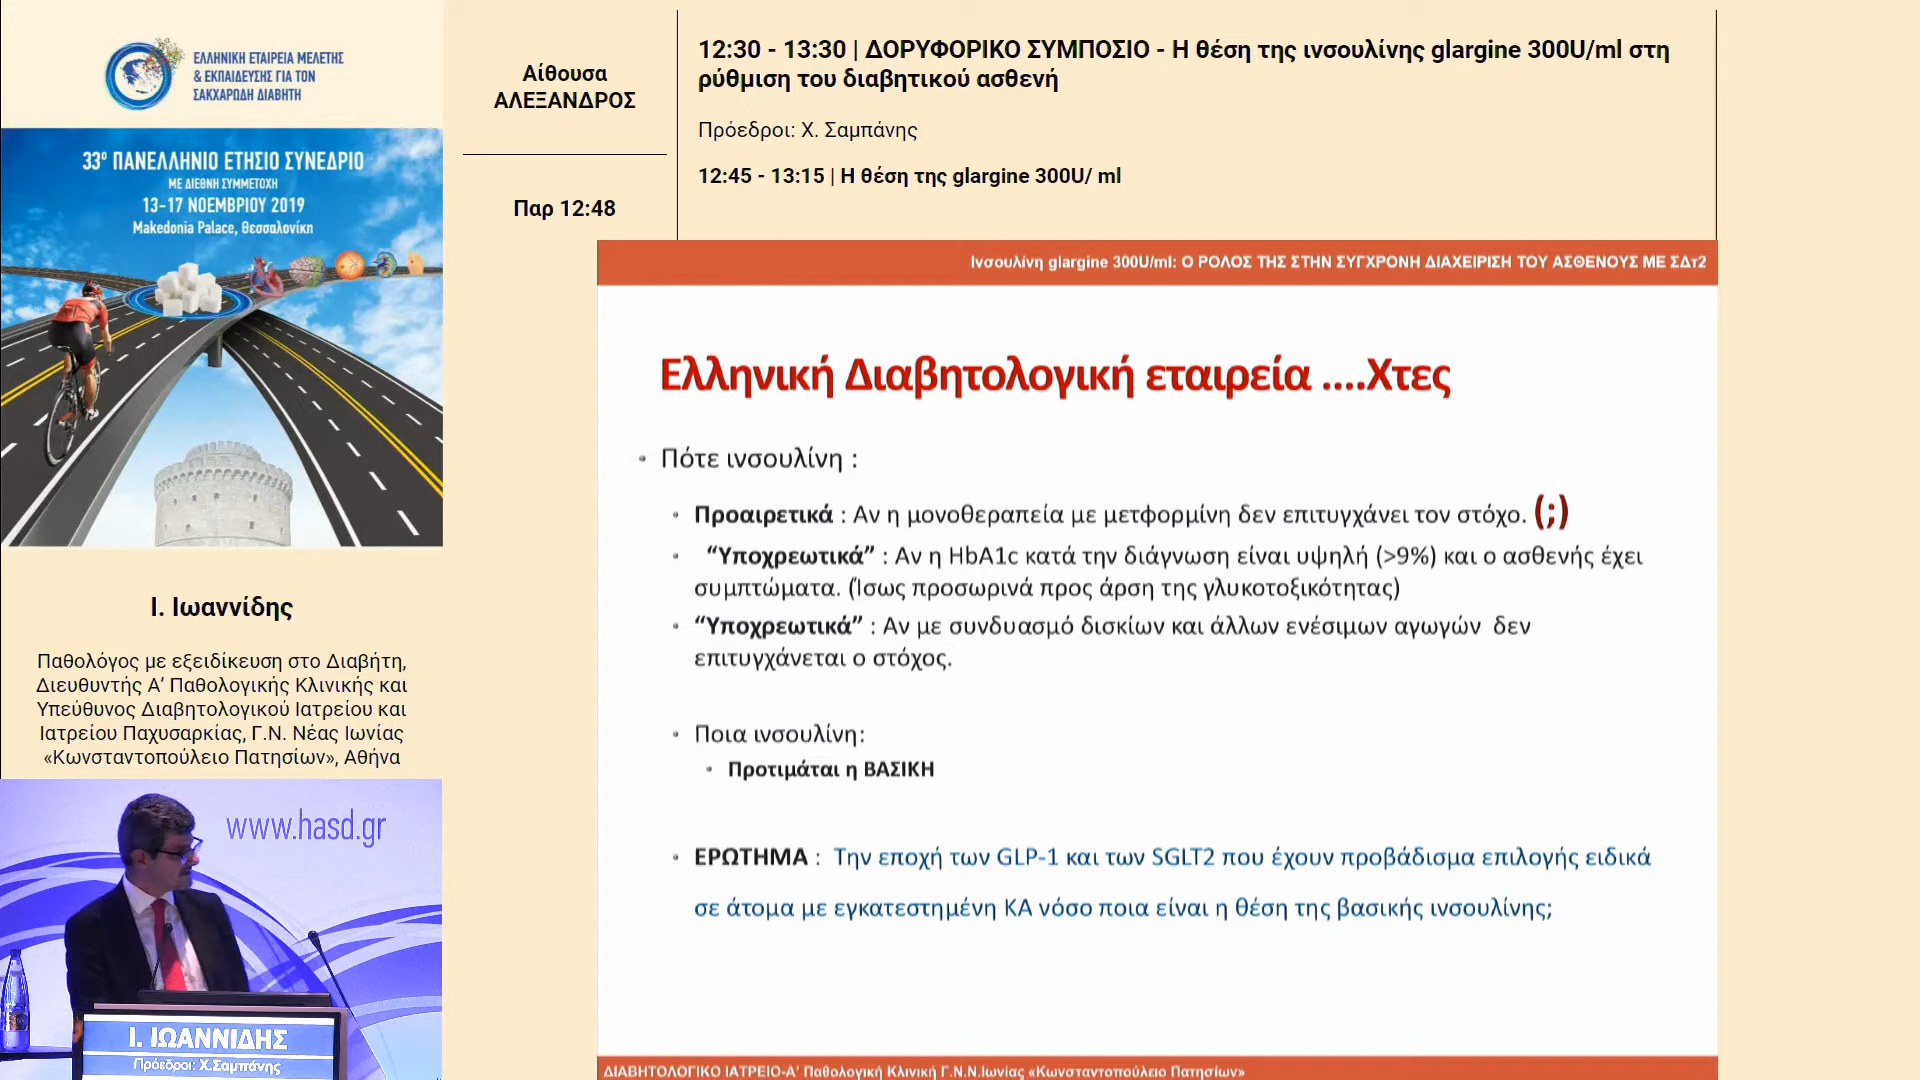 ΕΛΛΗΝΙΚΗ ΕΤΑΙΡΕΙΑ ΜΕΛΕΤΗΣ
& ΕΚΠΑΙΔΕΥΣΗΣ ΓΙΑ ΤΟΝ
ΣΑΚΧΑΡΩΔΗ ΔΙΑΒΗΤΗ
33ο ΠΑΝΕΛΛΗΝΙΟ ΕΤΗΣΙΟ ΣΥΝΕΔΡΙΟ
ΜΕ ΔΙΕΘΝΗ ΣΥΜΜΕΤΟΧΗ
13-17 ΝΟΕΜΒΡΙΟΥ 2019
Makedonia Palace, Θεσσαλονίκη
Ι. Ιωαννίδης
Παθολόγος με εξειδίκευση στο Διαβήτη,
Διευθυντής Α’ Παθολογικής Κλινικής και
Υπεύθυνος Διαβητολογικού Ιατρείου και
Ιατρείου Παχυσαρκίας, Γ.Ν. Νέας Ιωνίας
«Κωνσταντοπούλειο Πατησίων», Αθήνα
www.hasd.gr
Ι. ΙΩΑΝΝΙΔΗΣ
Πρόεδροι: Χ.Σαμπάνης
Αίθουσα
ΑΛΕΞΑΝΔΡΟΣ
Παρ 12:48
12:30 - 13:30 | ΔΟΡΥΦΟΡΙΚΟ ΣΥΜΠΟΣΙΟ - Η θέση της ινσουλίνης glargine 300U/ml στη
ρύθμιση του διαβητικού ασθενή
Πρόεδροι: Χ. Σαμπάνης
12:45 - 13:15 | Η θέση της glargine 300U/ ml
Ινσουλίνη glargine 300U/ml: Ο ΡΟΛΟΣ ΤΗΣ ΣΤΗΝ ΣΥΓΧΡΟΝΗ ΔΙΑΧΕΙΡΙΣΗ ΤΟΥ ΑΣΘΕΝΟΥΣ ΜΕ ΣΔτ2
Ελληνική Διαβητολογική εταιρεία ....Χτες
• Πότε ινσουλίνη :
• Προαιρετικά : Αν η μονοθεραπεία με μετφορμίνη δεν επιτυγχάνει τον στόχο. (;)
• “Υποχρεωτικά” : Αν η HbA1c κατά την διάγνωση είναι υψηλή (>9%) και ο ασθενής έχει
συμπτώματα. (Ίσως προσωρινά προς άρση της γλυκοτοξικότητας)
• “Υποχρεωτικά” : Αν με συνδυασμό δισκίων και άλλων ενέσιμων αγωγών δεν
επιτυγχάνεται ο στόχος.
• Ποια ινσουλίνη:
• Προτιμάται η ΒΑΣΙΚΗ
• ΕΡΩΤΗΜΑ : Την εποχή των GLP-1 και των SGLT2 που έχουν προβάδισμα επιλογής ειδικά
σε άτομα με εγκατεστημένη ΚΑ νόσο ποια είναι η θέση της βασικής ινσουλίνης;
ΔΙΑΒΗΤΟΛΟΓΙΚΟ ΙΑΤΡΕΙΟ-Α’ Παθολογική Κλινική Γ.Ν.Ν.Ιωνίας «Κωνσταντοπούλειο Πατησίων»